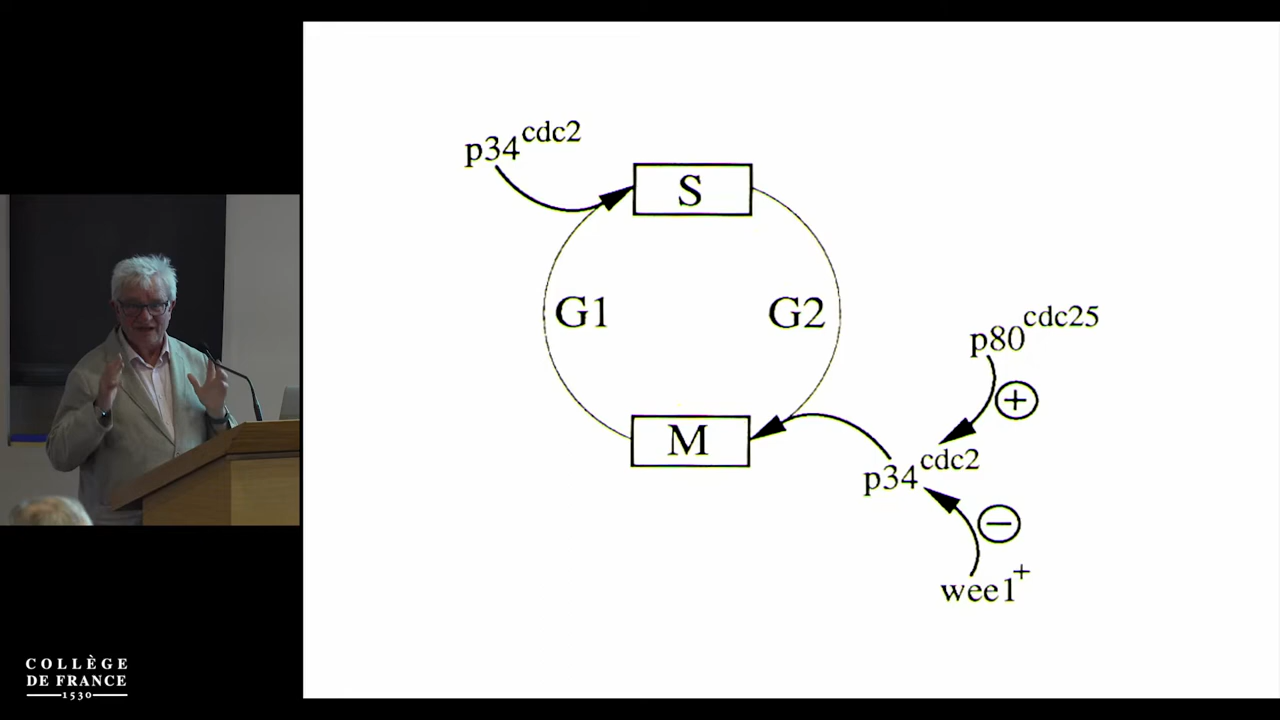 p34cdc2
S
G1
G2
p80cdc25
+
M
p34cdc2
−
wee1+
COLLÈGE
DE FRANCE
1530